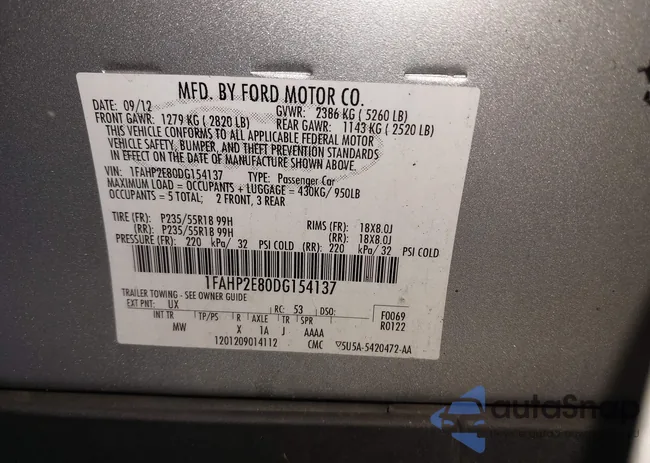 MFD. BY FORD MOTOR CO.
DATE: 09/12 GVWR: 2386 KG ( 5260 LB)
FRONT GAWR: 1279 KG ( 2820 LB) REAR GAWR: 1143 KG ( 2520 LB)
THIS VEHICLE CONFORMS TO ALL APPLICABLE FEDERAL MOTOR
VEHICLE SAFETY, BUMPER, AND THEFT PREVENTION STANDARDS
IN EFFECT ON THE DATE OF MANUFACTURE SHOWN ABOVE.
VIN: 1FAHP2E80DG154137 TYPE: Passenger Car
MAXIMUM LOAD = OCCUPANTS + LUGGAGE = 430KG/ 950LB
OCCUPANTS = 5 TOTAL; 2 FRONT, 3 REAR
TIRE (FR): P235/55R18 99H RIMS (FR): 18X8.0J
(RR): P235/55R18 99H (RR): 18X8.0J
PRESSURE (FR): 220 kPa/ 32 PSI COLD (RR): 220 kPa/ 32 PSI COLD
1FAHP2E80DG154137
TRAILER TOWING - SEE OWNER GUIDE
EXT PNT: UX RC: 53 DSO: F0069
INT TR TP/PS R AXLE TR SPR R0122
MW X 1A J AAAA
1201209014112 CMC 5U5A-5420472-AA
autoSnap